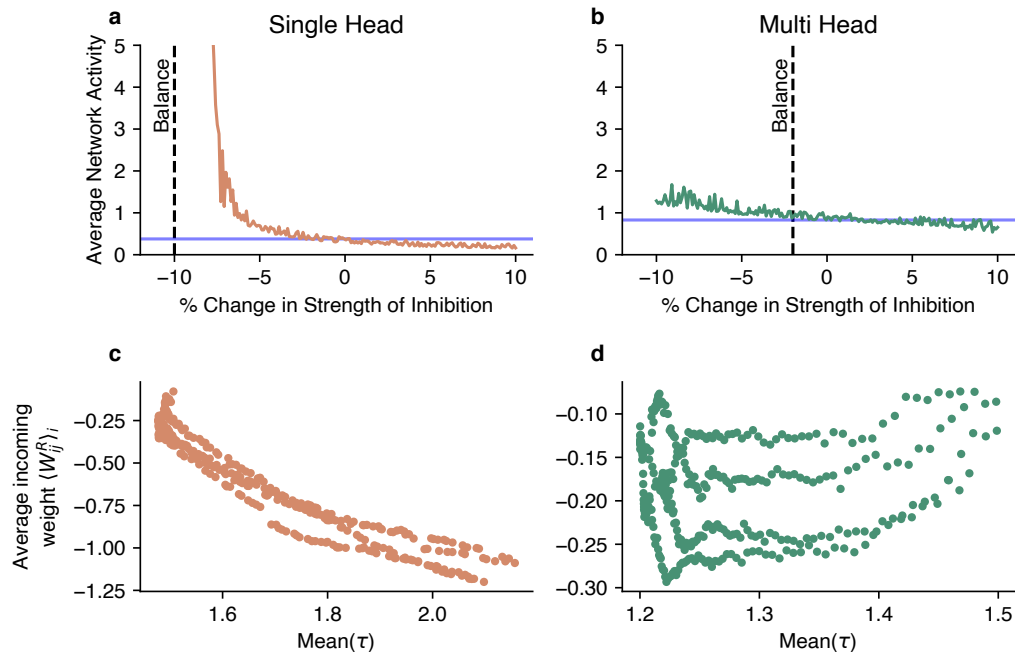 a
Single Head
5
4
3
2
1
0
Average Network Activity
Balance
−10
−5
0
5
10
% Change in Strength of Inhibition
b
Multi Head
5
4
3
2
1
0
Balance
−10
−5
0
5
10
% Change in Strength of Inhibition
c
−0.25
−0.50
−0.75
−1.00
−1.25
Average incoming
weight ⟨W^R_{ij}⟩_i
1.6
1.8
2.0
Mean(τ)
d
−0.10
−0.15
−0.20
−0.25
−0.30
1.2
1.3
1.4
1.5
Mean(τ)